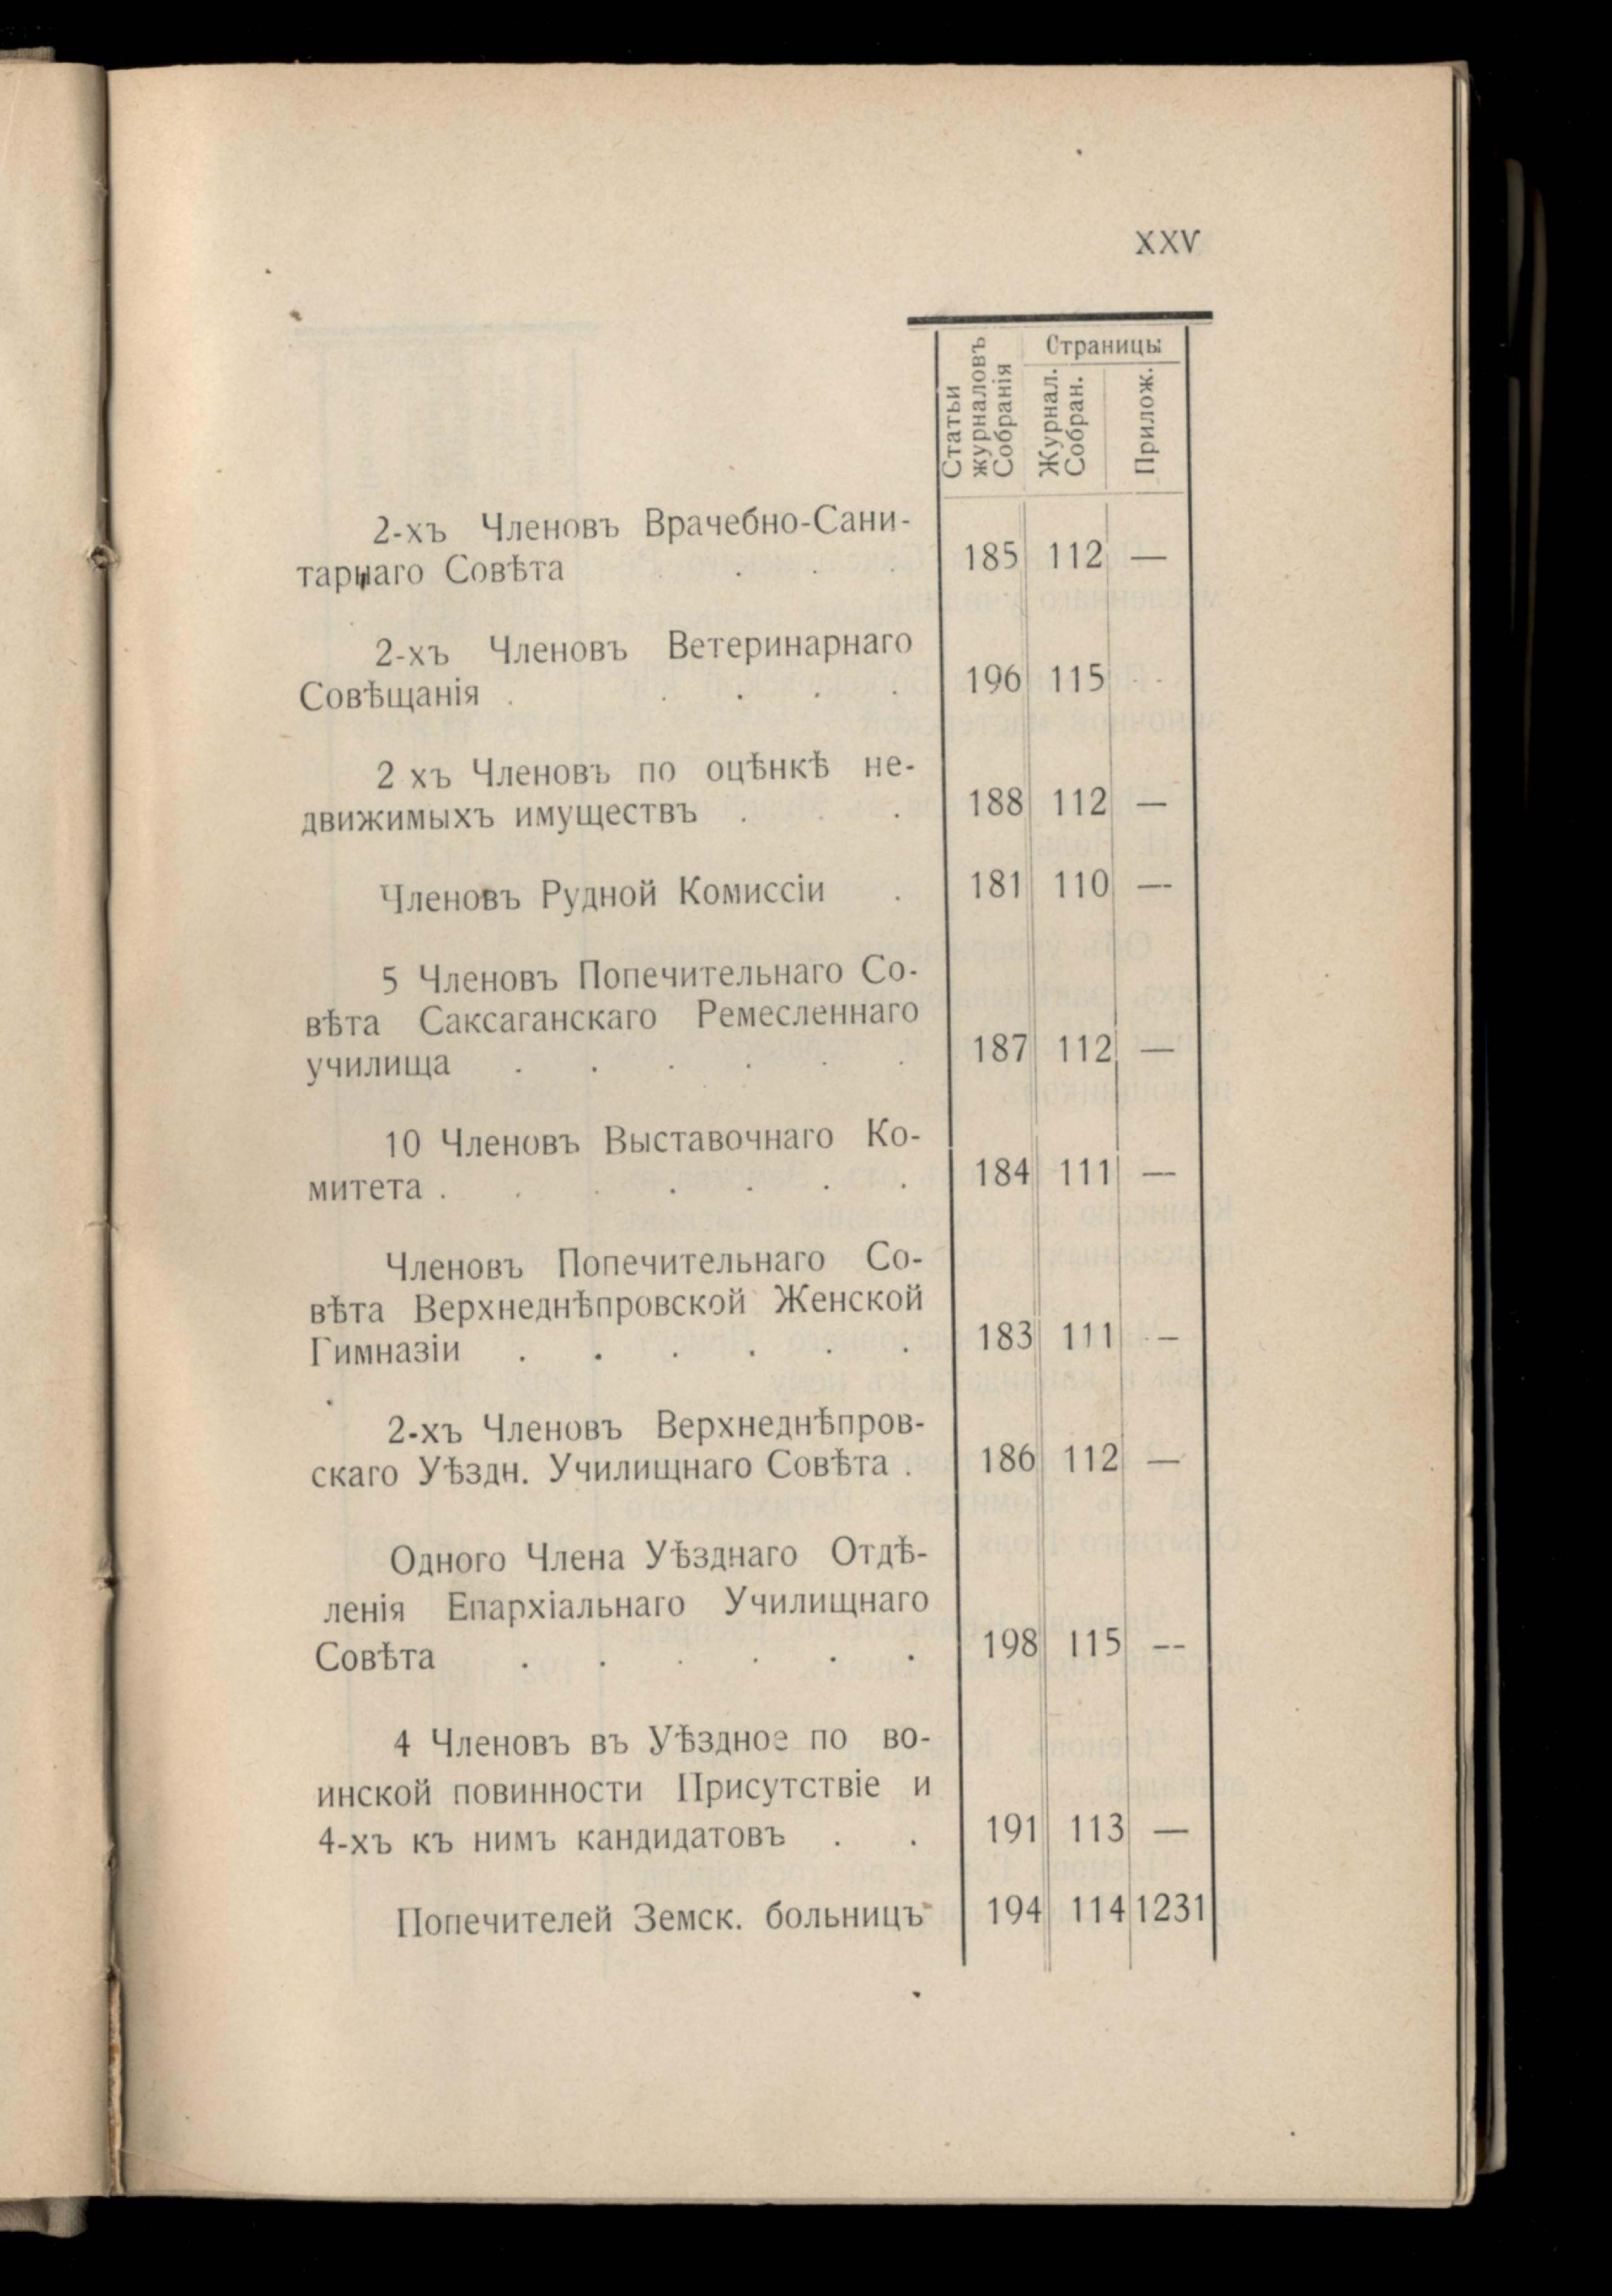 XXV
Страницы
Статьи
журналовъ
Собранія
Журнал.
Собран.
Прилож.
2-хъ Членовъ Врачебно-Сани-
тарнаго Совѣта . . . 185 112 —
2-хъ Членовъ Ветеринарнаго
Совѣщанія . . . . . 196 115 - -
2 хъ Членовъ по оцѣнкѣ не-
движимыхъ имуществъ . . . 188 112 —
Членовъ Рудной Комиссіи . 181 110 —
5 Членовъ Попечительнаго Со-
вѣта Саксаганскаго Ремесленнаго
училища . . . . . . 187 112 —
10 Членовъ Выставочнаго Ко-
митета . . . . . . . 184 111 —
Членовъ Попечительнаго Со-
вѣта Верхнеднѣпровской Женской
Гимназіи . . . . . . 183 111 —
2-хъ Членовъ Верхнеднѣпров-
скаго Уѣздн. Училищнаго Совѣта . 186 112 —
Одного Члена Уѣзднаго Отдѣ-
ленія Епархіальнаго Училищнаго
Совѣта . . . . . . 198 115 --
4 Членовъ въ Уѣздное по во-
инской повинности Присутствіе и
4-хъ къ нимъ кандидатовъ . . 191 113 —
Попечителей Земск. больницъ 194 114 1231